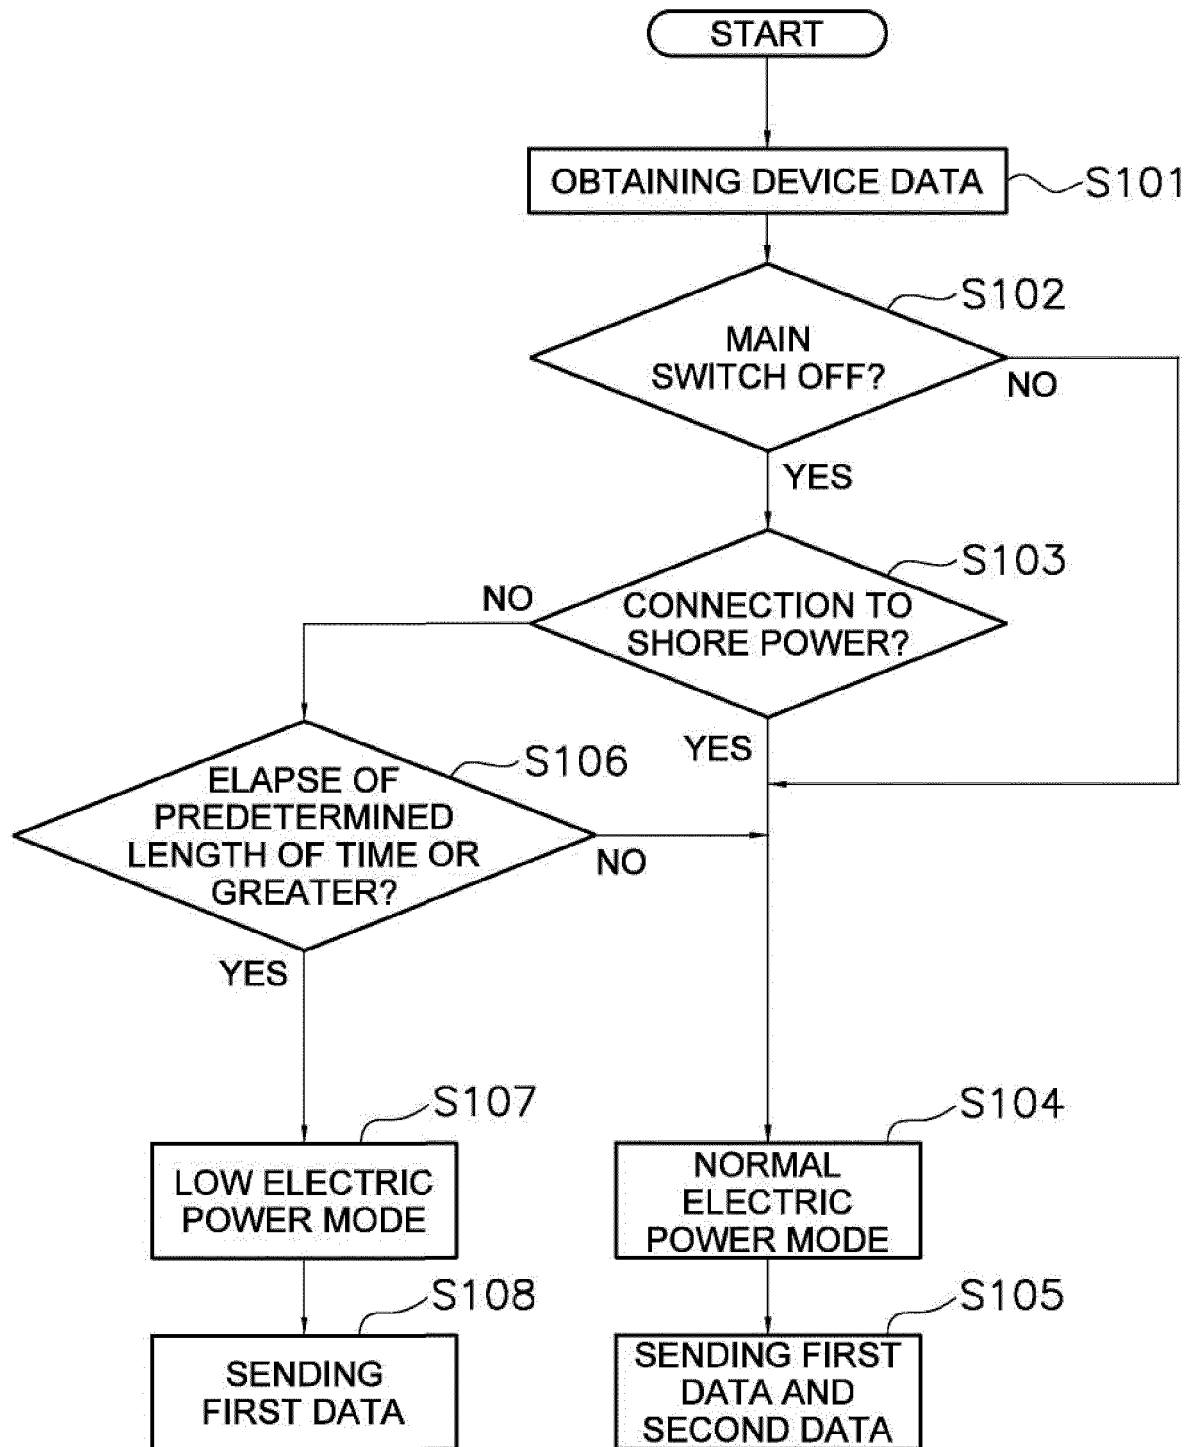 START
OBTAINING DEVICE DATA
S101
S102
MAIN
SWITCH OFF?
NO
YES
S103
NO
CONNECTION TO
SHORE POWER?
YES
S106
ELAPSE OF
PREDETERMINED
LENGTH OF TIME OR
GREATER?
NO
YES
S107
LOW ELECTRIC
POWER MODE
S104
NORMAL
ELECTRIC
POWER MODE
S108
SENDING
FIRST DATA
S105
SENDING FIRST
DATA AND
SECOND DATA